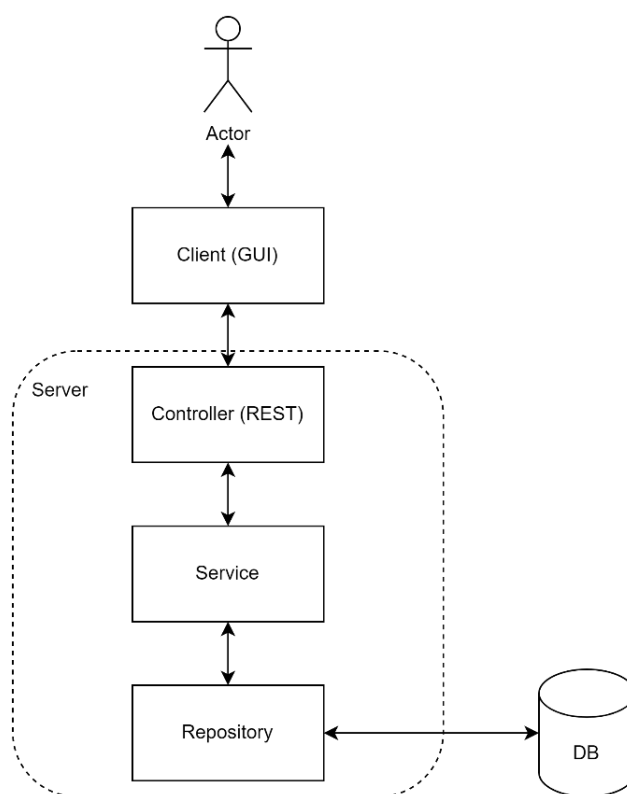 Actor
Client (GUI)
Server
Controller (REST)
Service
Repository
DB